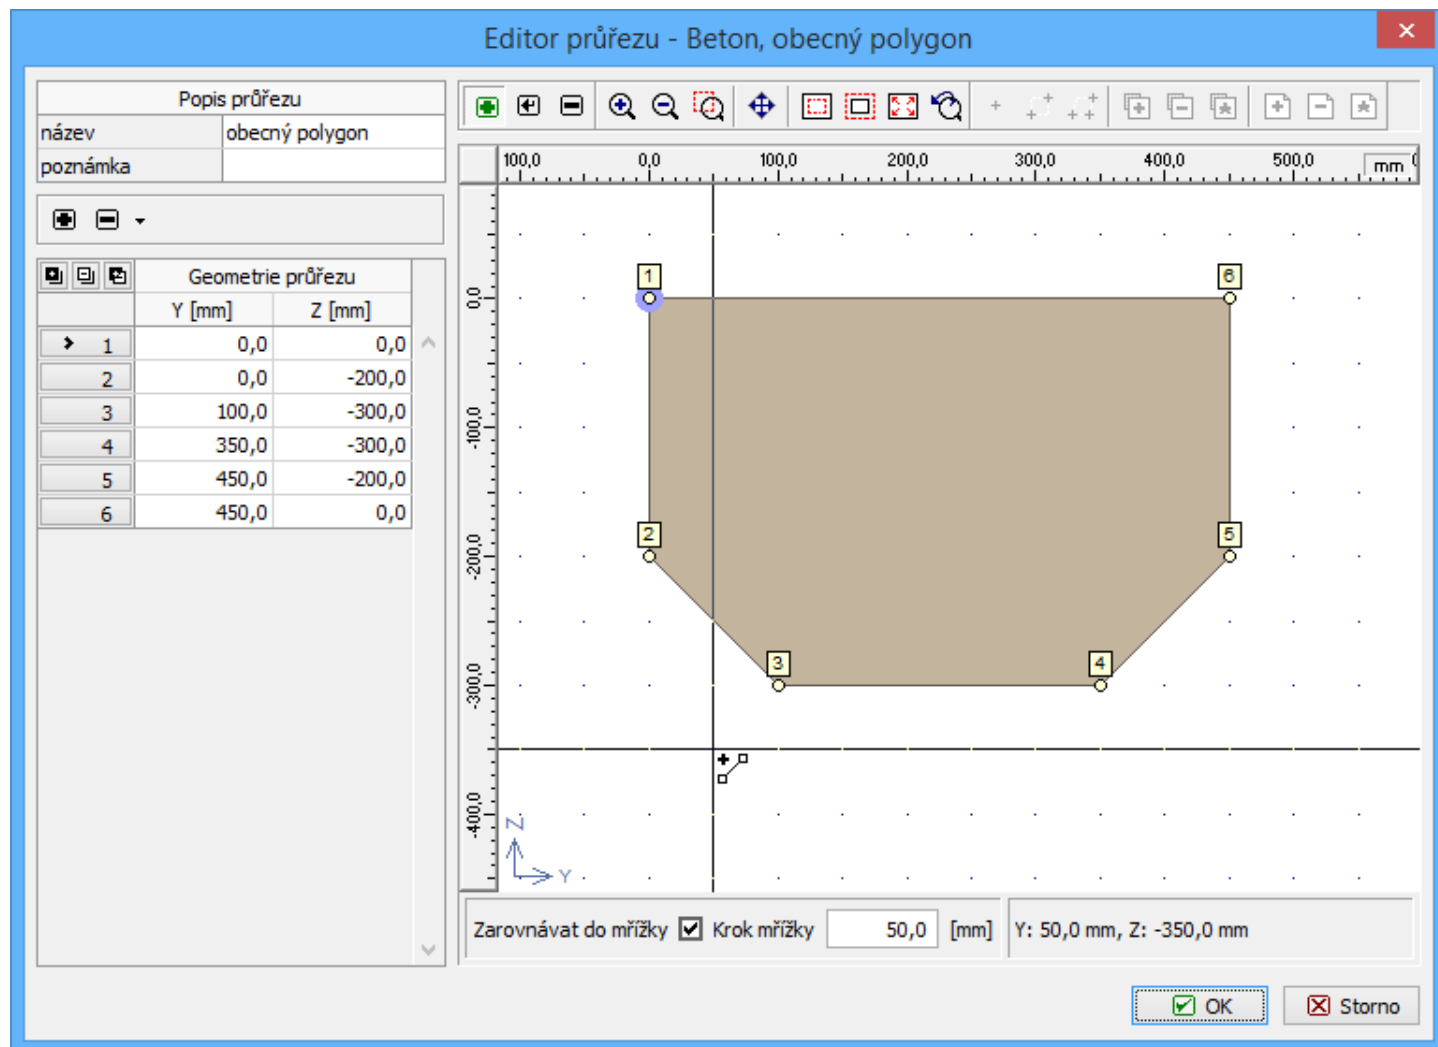 Editor průřezu - Beton, obecný polygon
Popis průřezu
název obecný polygon
poznámka
Geometrie průřezu
Y [mm] Z [mm]
1 0,0 0,0
2 0,0 -200,0
3 100,0 -300,0
4 350,0 -300,0
5 450,0 -200,0
6 450,0 0,0
100,0 0,0 100,0 200,0 300,0 400,0 500,0 mm
0,0
-100,0
-200,0
-300,0
-400,0
1 6
2 5
3 4
Z
Y
Zarovnávat do mřížky Krok mřížky 50,0 [mm] Y: 50,0 mm, Z: -350,0 mm
OK Storno